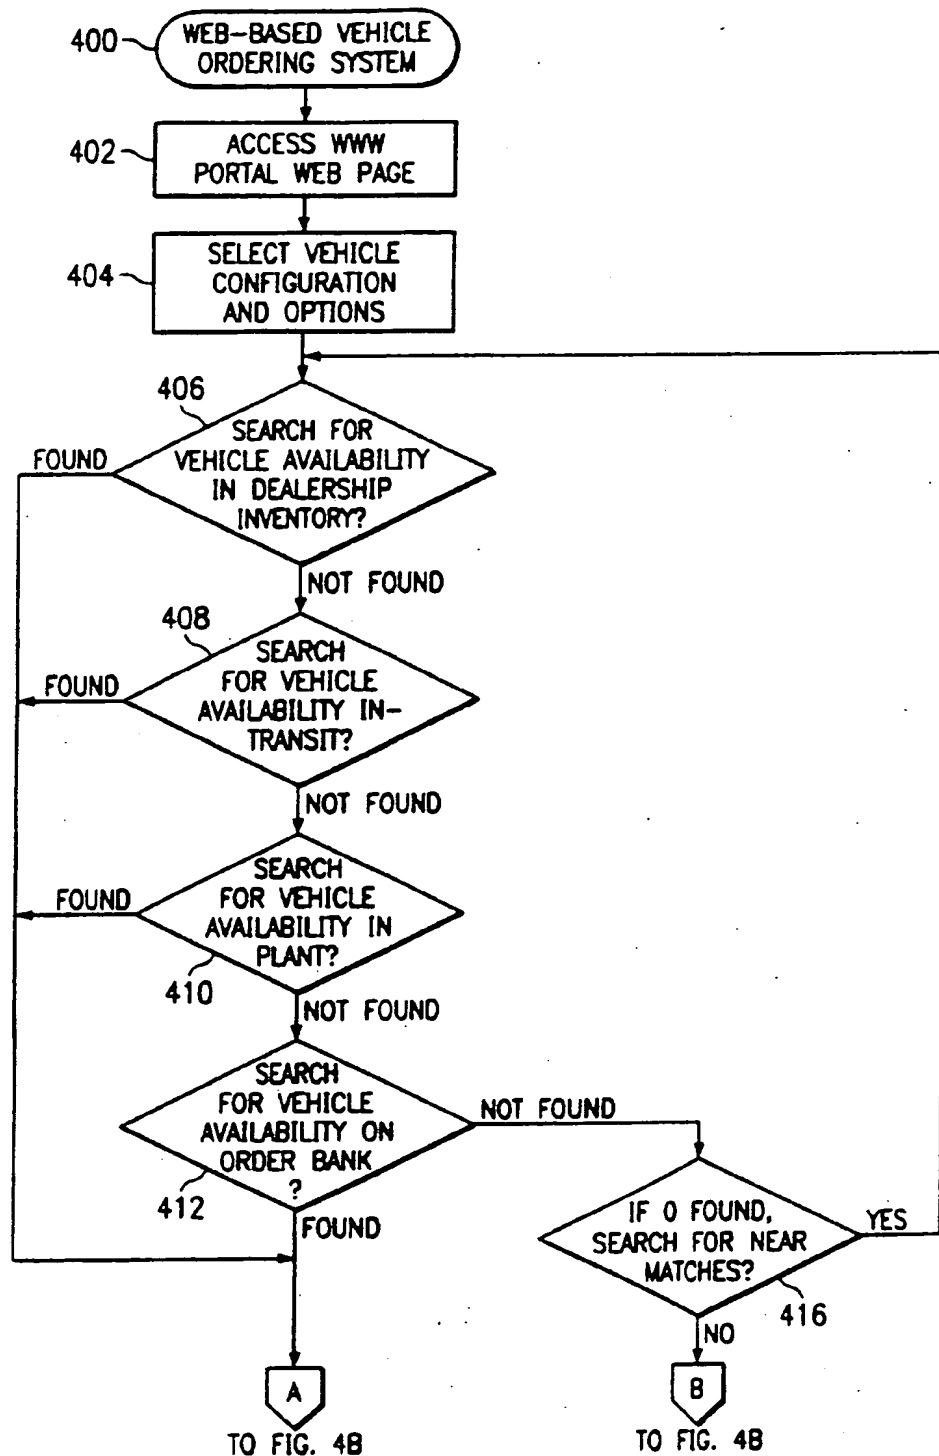 400
WEB-BASED VEHICLE
ORDERING SYSTEM
402
ACCESS WWW
PORTAL WEB PAGE
404
SELECT VEHICLE
CONFIGURATION
AND OPTIONS
406
SEARCH FOR
VEHICLE AVAILABILITY
IN DEALERSHIP
INVENTORY?
FOUND
NOT FOUND
408
SEARCH
FOR VEHICLE
AVAILABILITY IN-
TRANSIT?
FOUND
NOT FOUND
SEARCH
FOR VEHICLE
AVAILABILITY IN
PLANT?
FOUND
410
NOT FOUND
SEARCH
FOR VEHICLE
AVAILABILITY ON
ORDER BANK
?
412
NOT FOUND
FOUND
IF 0 FOUND,
SEARCH FOR NEAR
MATCHES?
YES
416
NO
A
TO FIG. 4B
B
TO FIG. 4B